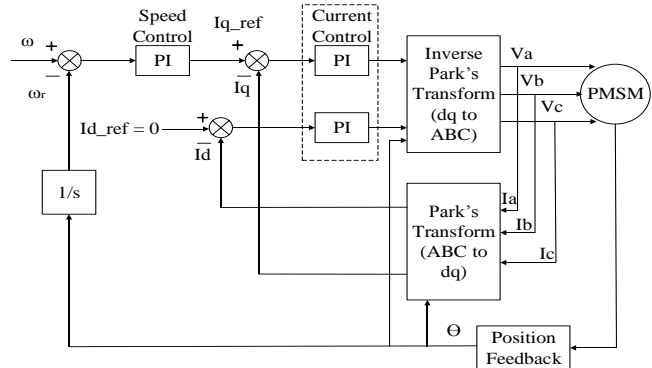 Speed
Control
Iq_ref
Current
Control
ω
+
−
ωr
PI
+
−
Iq
PI
Inverse
Park's
Transform
(dq to
ABC)
Va
Vb
Vc
PMSM
Id_ref = 0
+
−
Id
PI
1/s
Park's
Transform
(ABC to
dq)
Ia
Ib
Ic
Θ
Position
Feedback